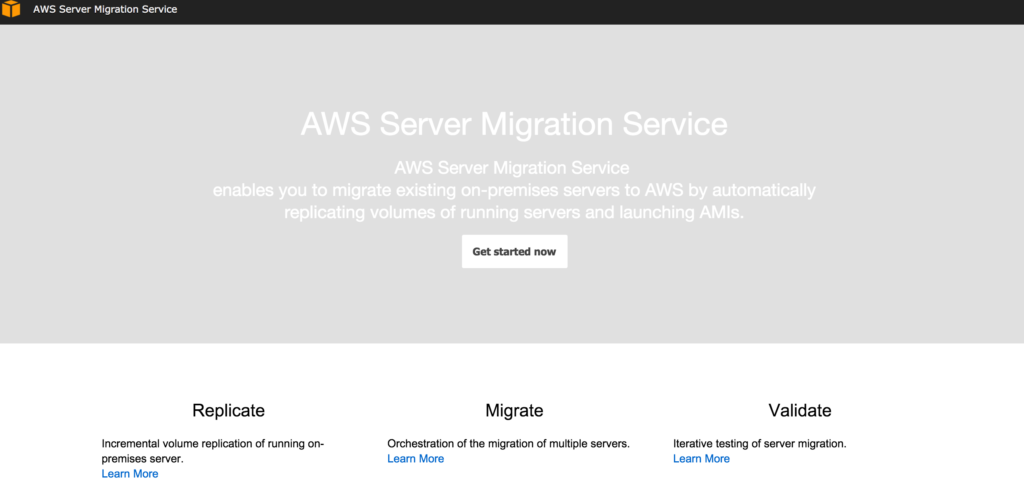 AWS Server Migration Service
AWS Server Migration Service
AWS Server Migration Service
enables you to migrate existing on-premises servers to AWS by automatically
replicating volumes of running servers and launching AMIs.
Get started now
Replicate
Incremental volume replication of running on-
premises server.
Learn More
Migrate
Orchestration of the migration of multiple servers.
Learn More
Validate
Iterative testing of server migration.
Learn More